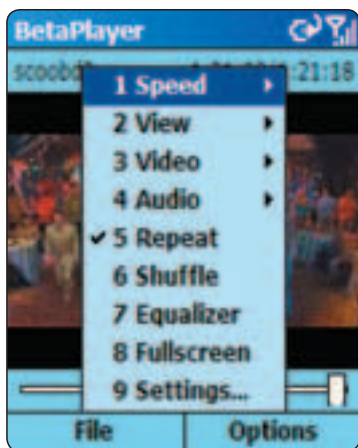 BetaPlayer
:21:18
1 Speed
2 View
3 Video
4 Audio
✔ 5 Repeat
6 Shuffle
7 Equalizer
8 Fullscreen
9 Settings...
File Options